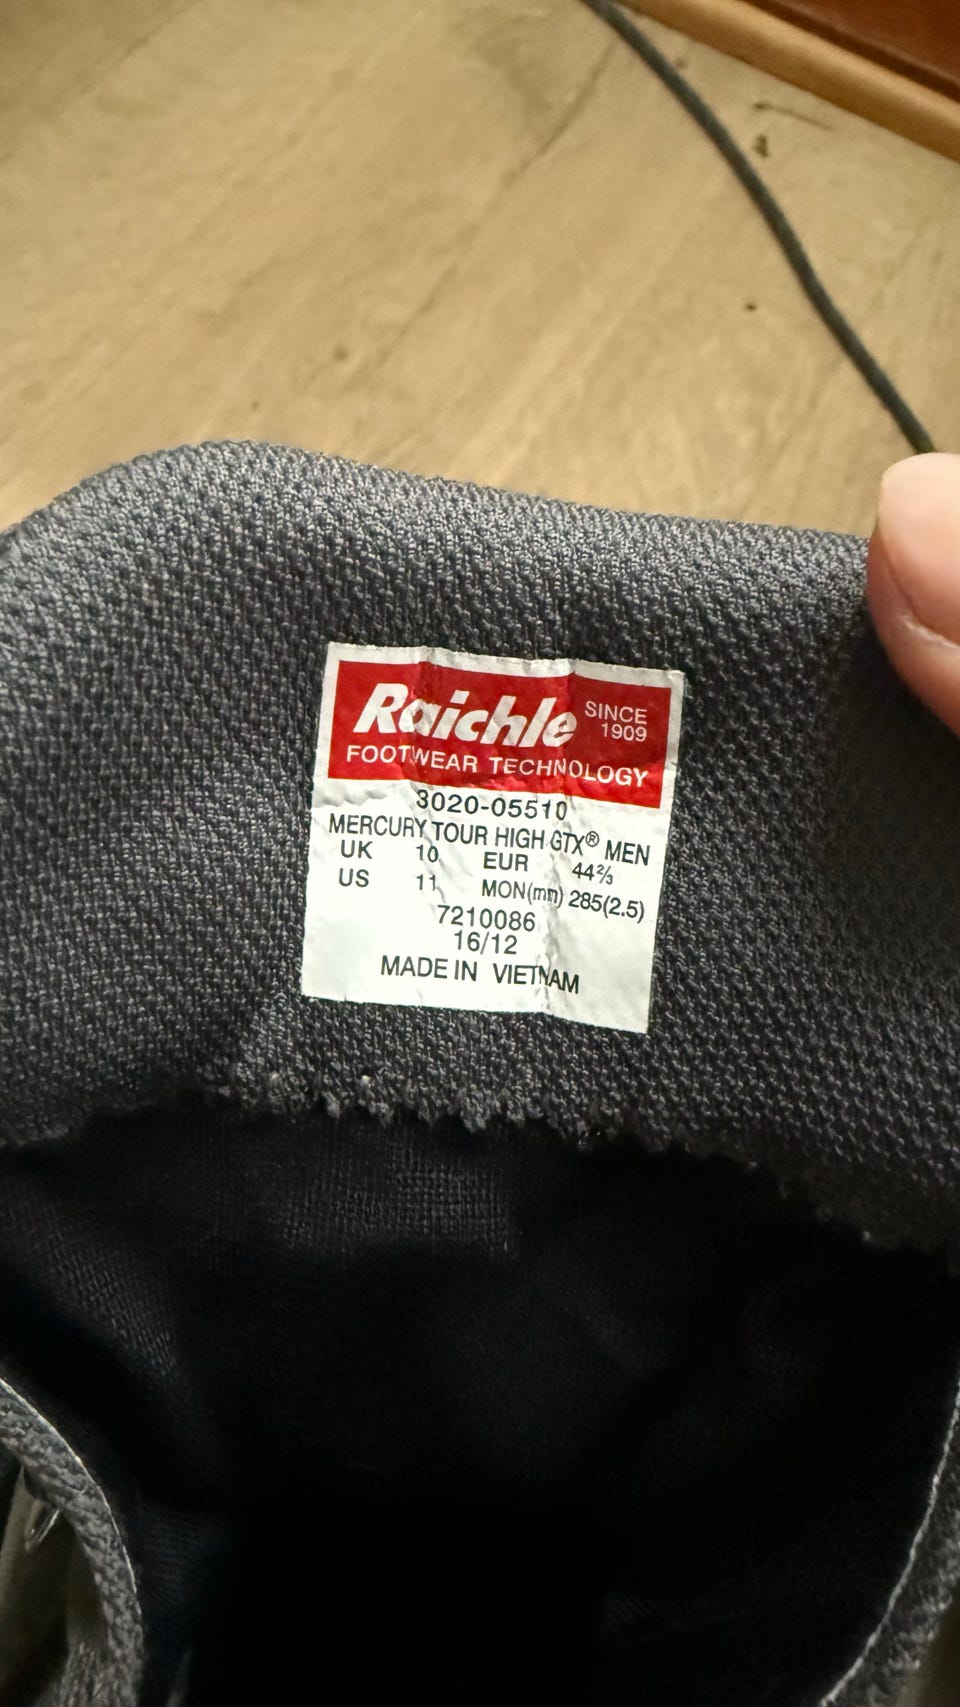 Raichle SINCE 1909
FOOTWEAR TECHNOLOGY
3020-05510
MERCURY TOUR HIGH GTX® MEN
UK 10 EUR 44⅔
US 11 MON(mm) 285(2.5)
7210086
16/12
MADE IN VIETNAM